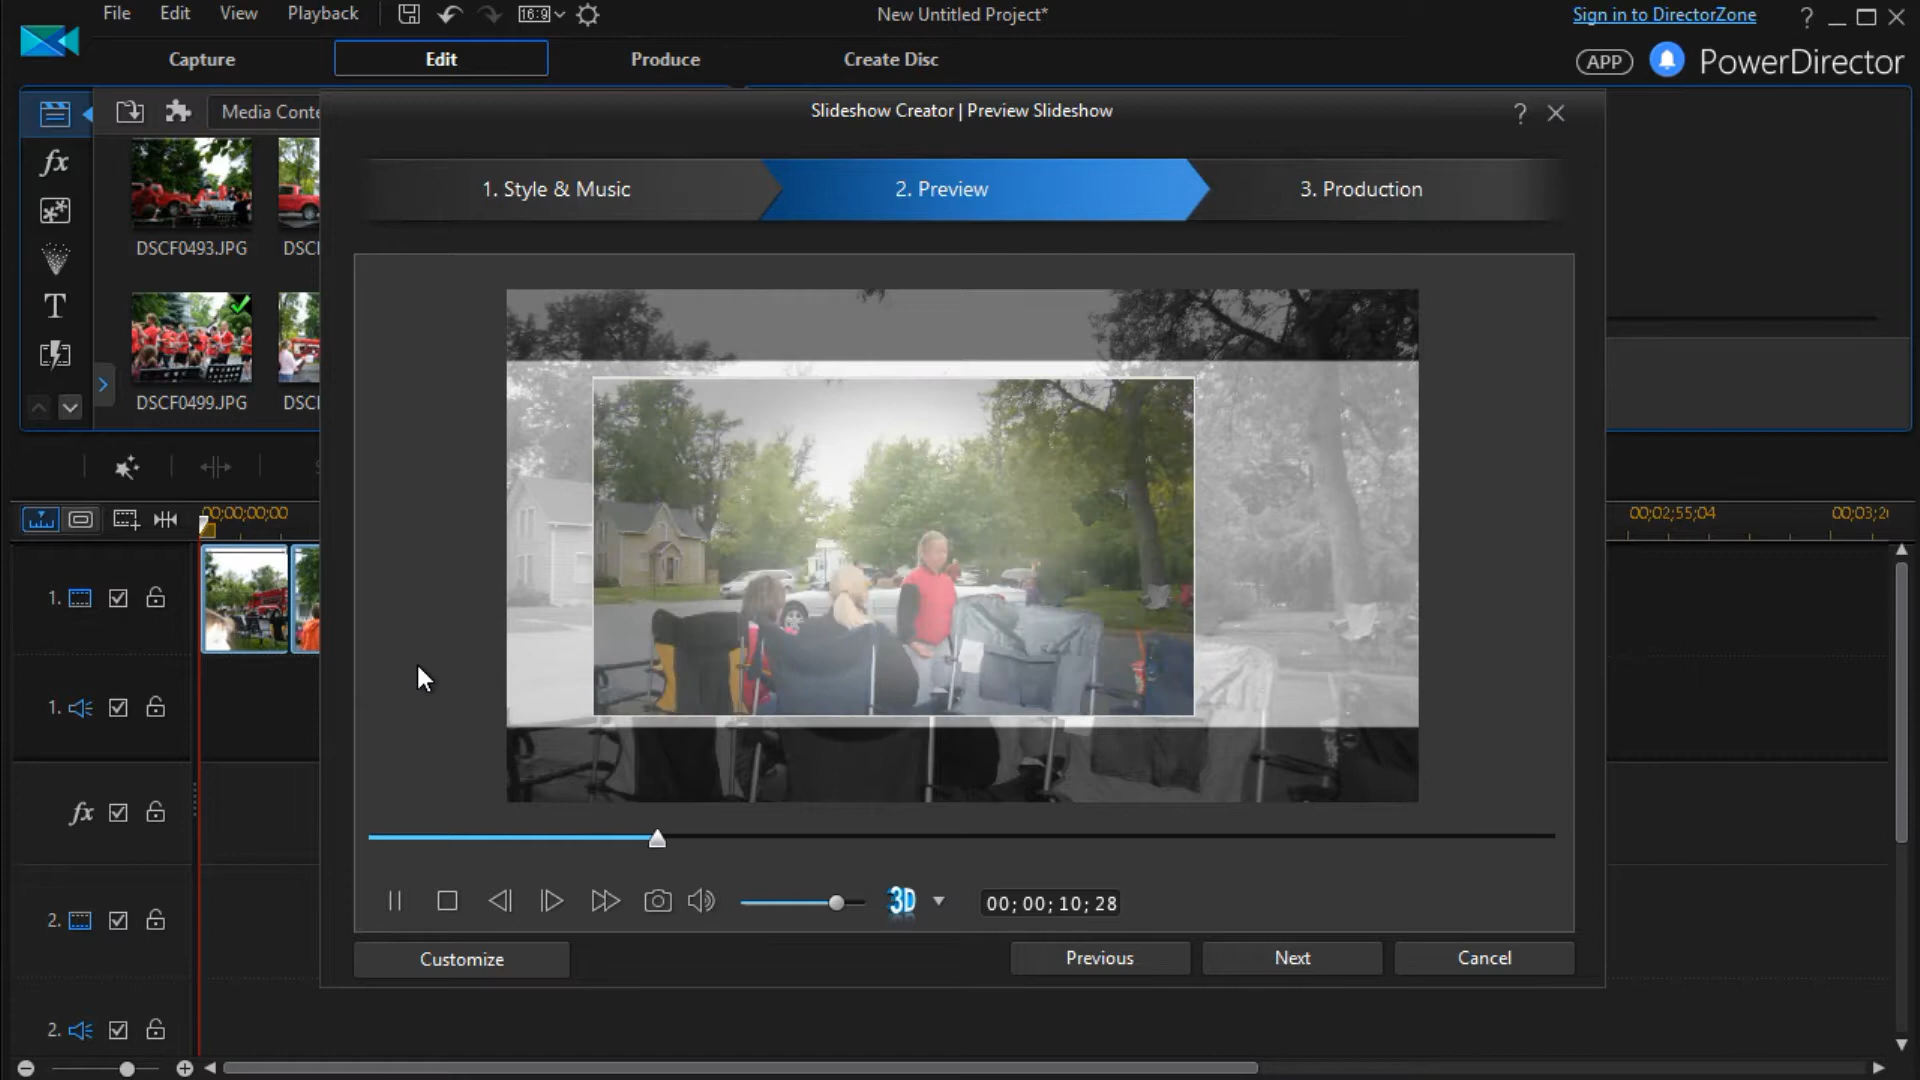 File Edit View Playback 16:9 New Untitled Project* Sign in to DirectorZone ?
Capture Edit Produce Create Disc APP PowerDirector
Media Conte
Slideshow Creator | Preview Slideshow ?
1. Style & Music 2. Preview 3. Production
fx
DSCF0493.JPG DSCI
T
DSCF0499.JPG DSCI
00;00;00;00 00;02;55;04 00;03;2
1.
1.
fx
2.
2.
3D 00; 00; 10; 28
Customize Previous Next Cancel